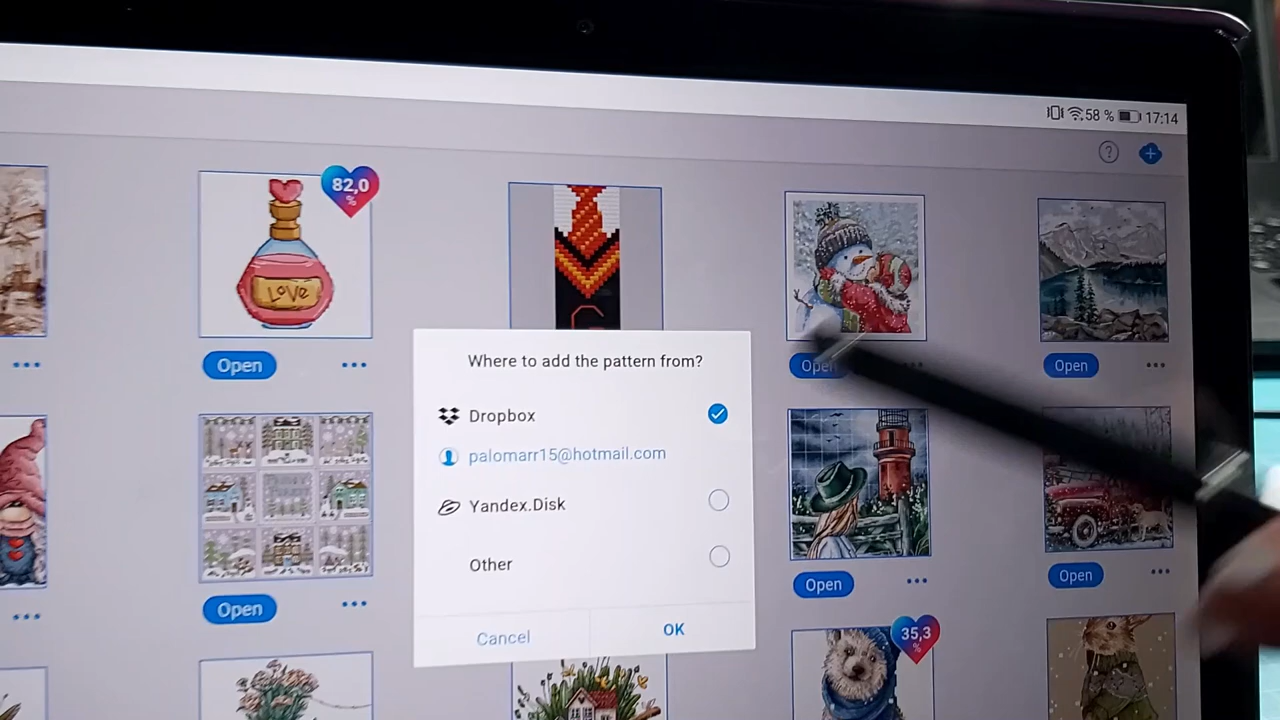 58 % 17:14
?
82,0
%
LOVE
Open
Open
Open
Where to add the pattern from?
Dropbox
palomarr15@hotmail.com
Yandex.Disk
Other
Cancel
OK
Open
Open
Open
35,3
%